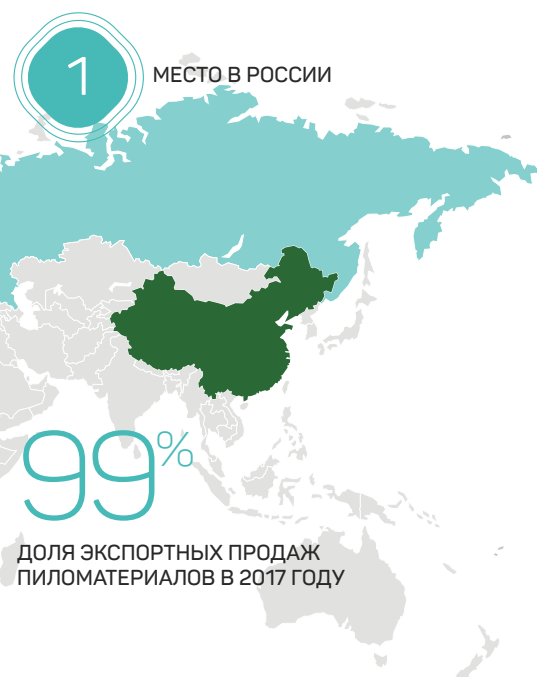 1
МЕСТО В РОССИИ
99%
ДОЛЯ ЭКСПОРТНЫХ ПРОДАЖ
ПИЛОМАТЕРИАЛОВ В 2017 ГОДУ